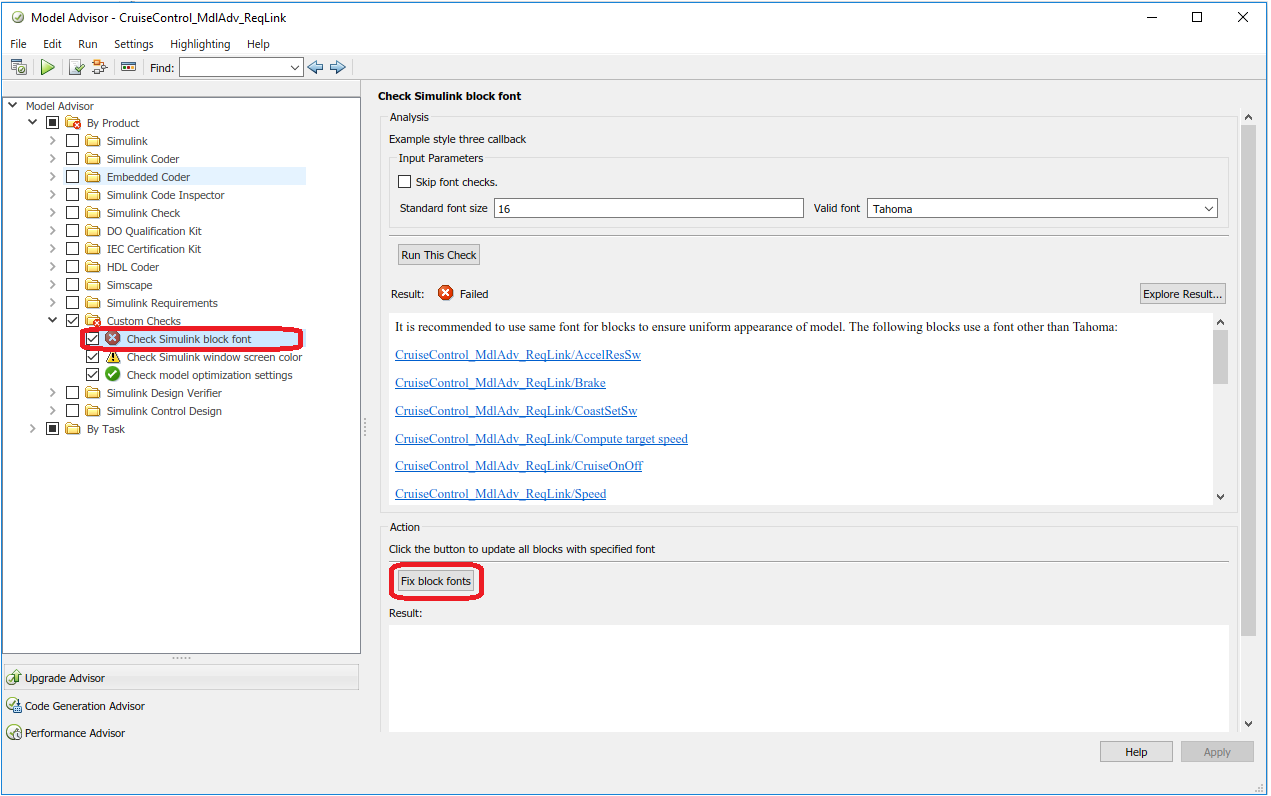 Model Advisor - CruiseControl_MdlAdv_ReqLink
File Edit Run Settings Highlighting Help
Find:
Model Advisor
By Product
Simulink
Simulink Coder
Embedded Coder
Simulink Code Inspector
Simulink Check
DO Qualification Kit
IEC Certification Kit
HDL Coder
Simscape
Simulink Requirements
Custom Checks
Check Simulink block font
Check Simulink window screen color
Check model optimization settings
Simulink Design Verifier
Simulink Control Design
By Task
Upgrade Advisor
Code Generation Advisor
Performance Advisor
Check Simulink block font
Analysis
Example style three callback
Input Parameters
Skip font checks.
Standard font size 16 Valid font Tahoma
Run This Check
Result: Failed Explore Result...
It is recommended to use same font for blocks to ensure uniform appearance of model. The following blocks use a font other than Tahoma:
CruiseControl_MdlAdv_ReqLink/AccelResSw
CruiseControl_MdlAdv_ReqLink/Brake
CruiseControl_MdlAdv_ReqLink/CoastSetSw
CruiseControl_MdlAdv_ReqLink/Compute target speed
CruiseControl_MdlAdv_ReqLink/CruiseOnOff
CruiseControl_MdlAdv_ReqLink/Speed
Action
Click the button to update all blocks with specified font
Fix block fonts
Result:
Help Apply